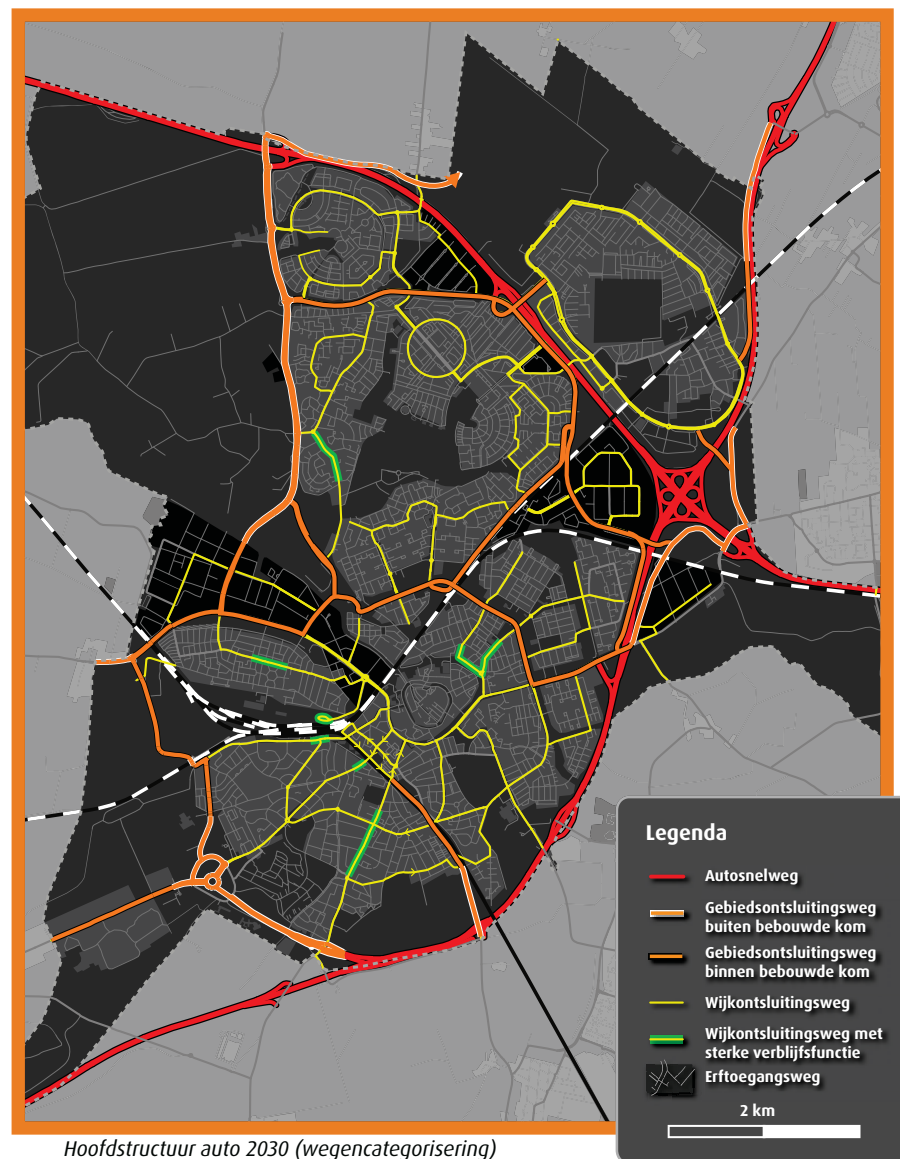 Legenda
Autosnelweg
Gebiedsontsluitingsweg
buiten bebouwde kom
Gebiedsontsluitingsweg
binnen bebouwde kom
Wijkontsluitingsweg
Wijkontsluitingsweg met
sterke verblijfsfunctie
Erftoegangsweg
2 km
Hoofdstructuur auto 2030 (wegencategorisering)